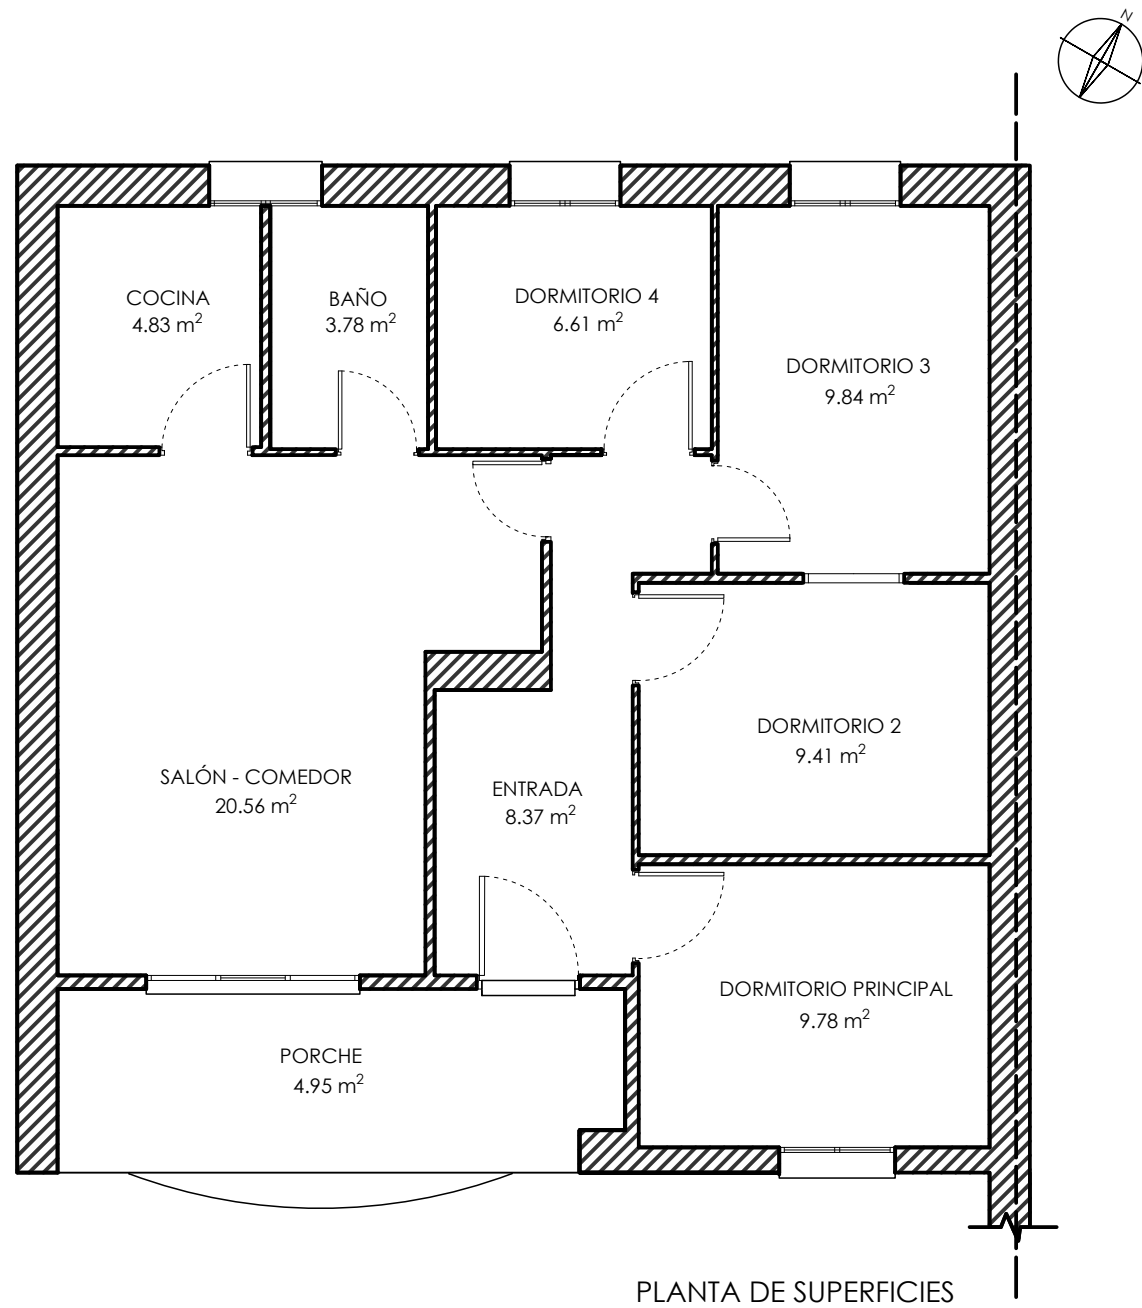 N
COCINA
4.83 m²
BAÑO
3.78 m²
DORMITORIO 4
6.61 m²
DORMITORIO 3
9.84 m²
DORMITORIO 2
9.41 m²
SALÓN - COMEDOR
20.56 m²
ENTRADA
8.37 m²
DORMITORIO PRINCIPAL
9.78 m²
PORCHE
4.95 m²
PLANTA DE SUPERFICIES